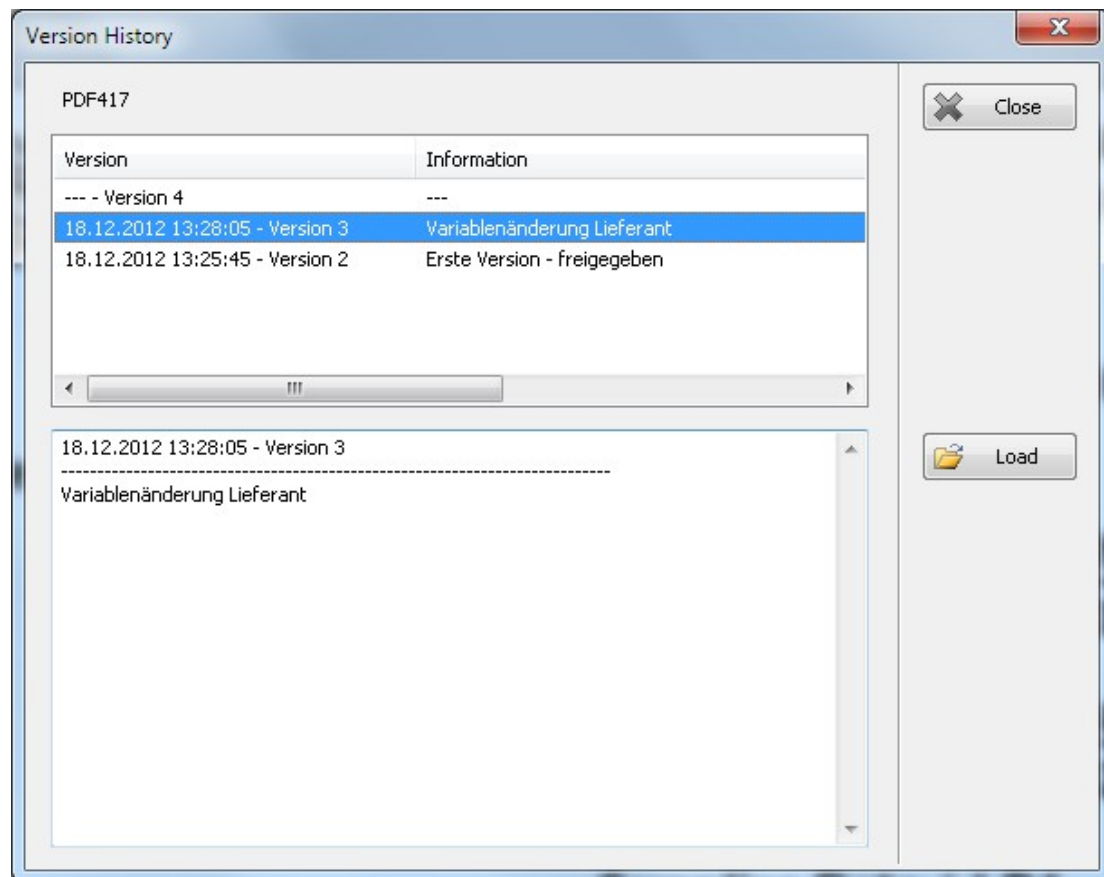 Version History
PDF417
Close
Version Information
--- - Version 4 ---
18.12.2012 13:28:05 - Version 3 Variablenänderung Lieferant
18.12.2012 13:25:45 - Version 2 Erste Version - freigegeben
18.12.2012 13:28:05 - Version 3
----------------------------------------------------------------------------
Variablenänderung Lieferant
Load